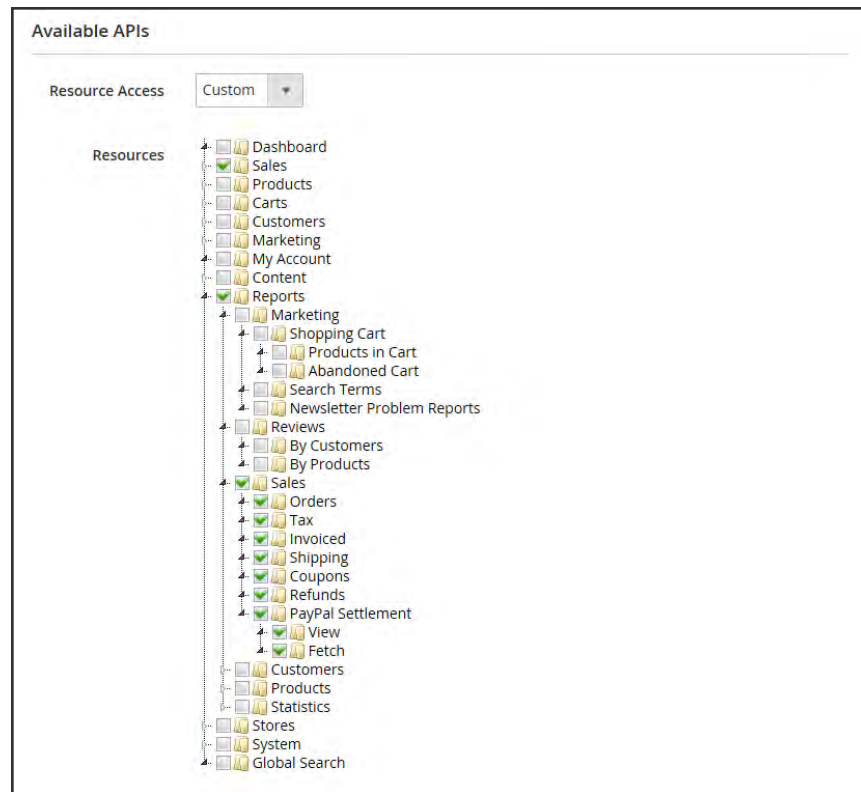 Available APIs
Resource Access Custom
Resources
Dashboard
Sales
Products
Carts
Customers
Marketing
My Account
Content
Reports
Marketing
Shopping Cart
Products in Cart
Abandoned Cart
Search Terms
Newsletter Problem Reports
Reviews
By Customers
By Products
Sales
Orders
Tax
Invoiced
Shipping
Coupons
Refunds
PayPal Settlement
View
Fetch
Customers
Products
Statistics
Stores
System
Global Search